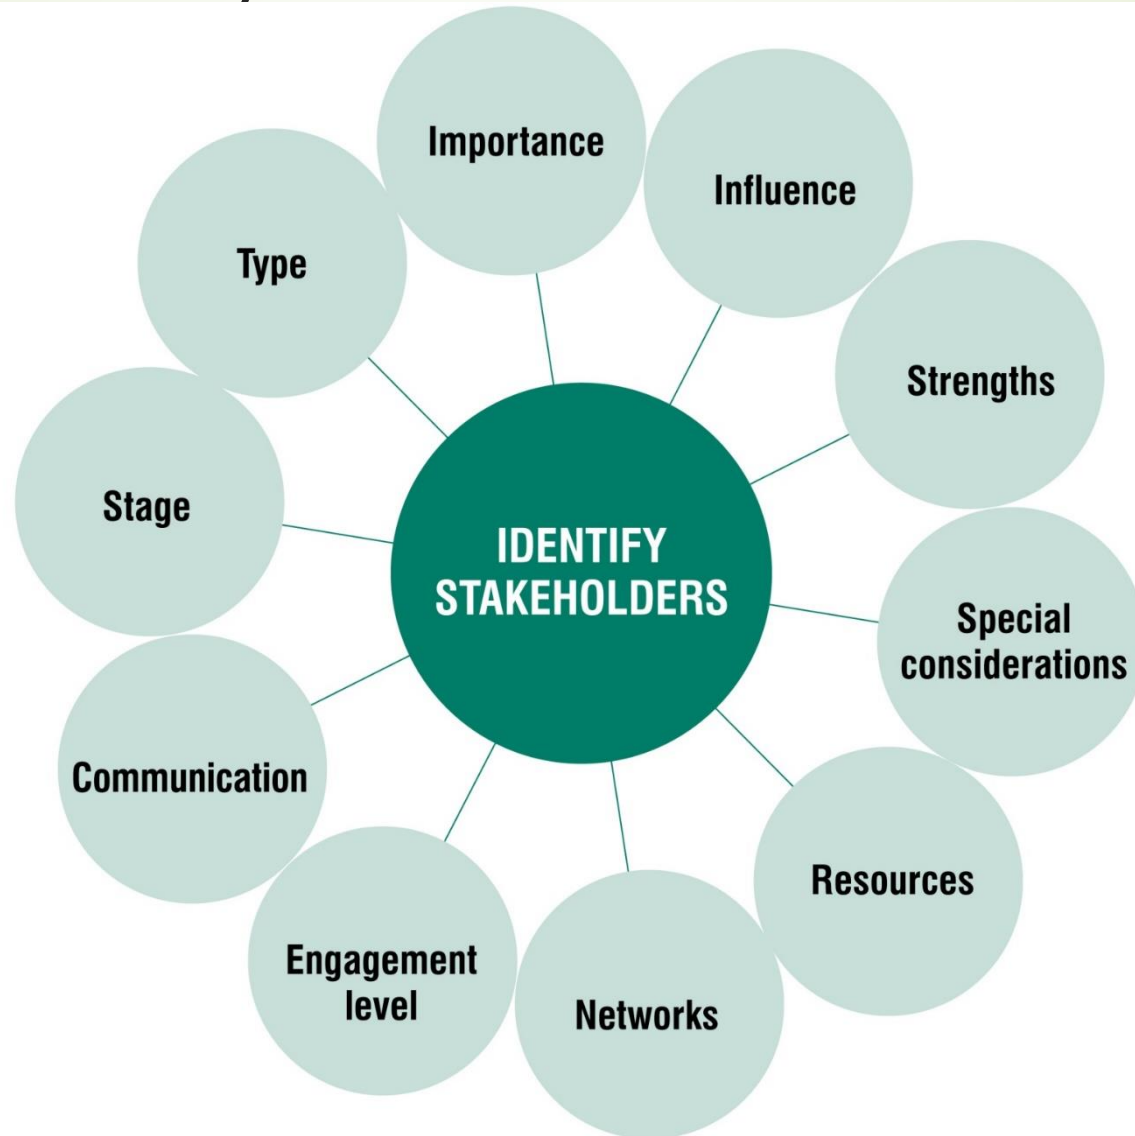 Importance
Influence
Strengths
Special
considerations
Resources
Networks
Engagement
level
Communication
Stage
Type
IDENTIFY
STAKEHOLDERS